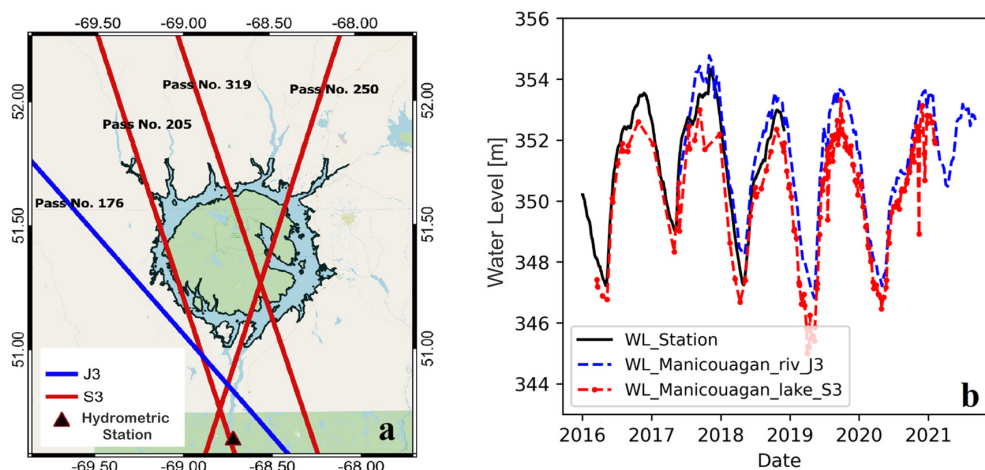 -69.50 -69.00 -68.50 -68.00
52.00
51.50
51.00
Pass No. 319
Pass No. 250
Pass No. 205
Pass No. 176
J3
S3
Hydrometric
Station
a
52.00
51.50
51.00
-69.50 -69.00 -68.50 -68.00
356
354
352
350
348
346
344
Water Level [m]
WL_Station
WL_Manicouagan_riv_J3
WL_Manicouagan_lake_S3
b
2016 2017 2018 2019 2020 2021
Date